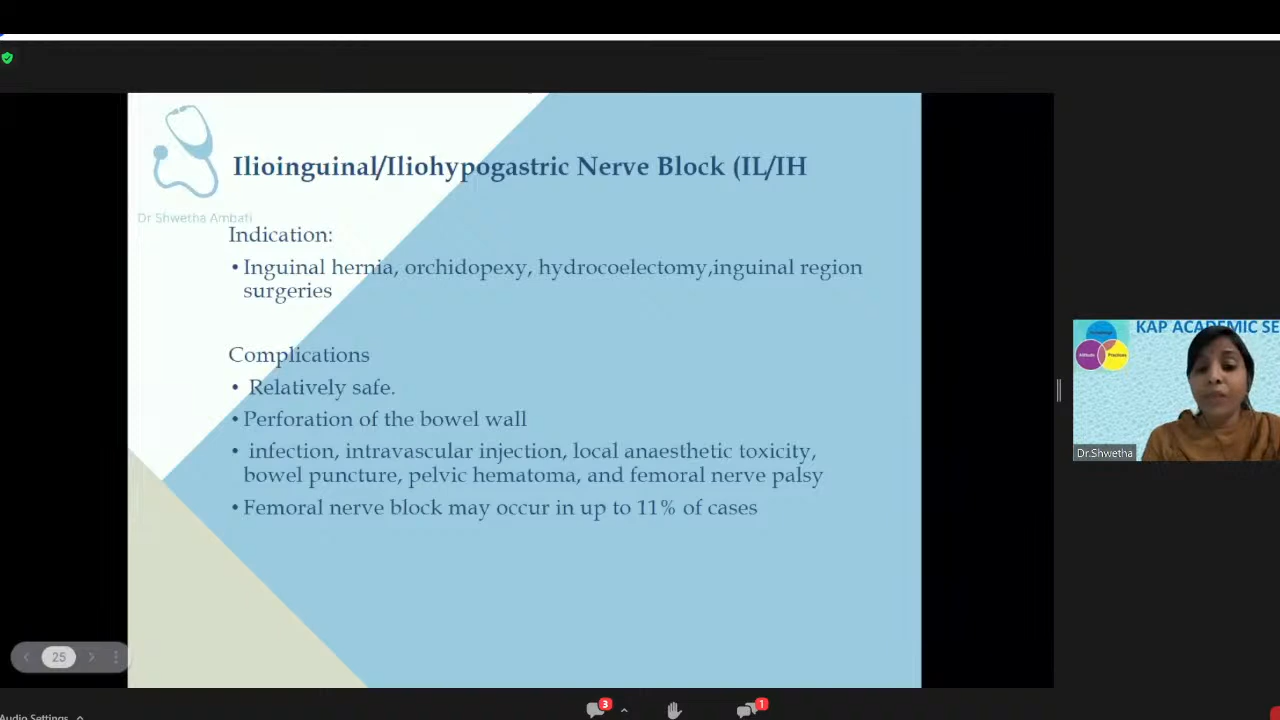 Ilioinguinal/Iliohypogastric Nerve Block (IL/IH
Dr Shwetha Ambati
Indication:
• Inguinal hernia, orchidopexy, hydrocoelectomy,inguinal region
surgeries
Complications
• Relatively safe.
• Perforation of the bowel wall
• infection, intravascular injection, local anaesthetic toxicity,
bowel puncture, pelvic hematoma, and femoral nerve palsy
• Femoral nerve block may occur in up to 11% of cases
KAP ACADEMIC SE
Attitude
Practices
Dr.Shwetha
25
Audio Settings
3
1